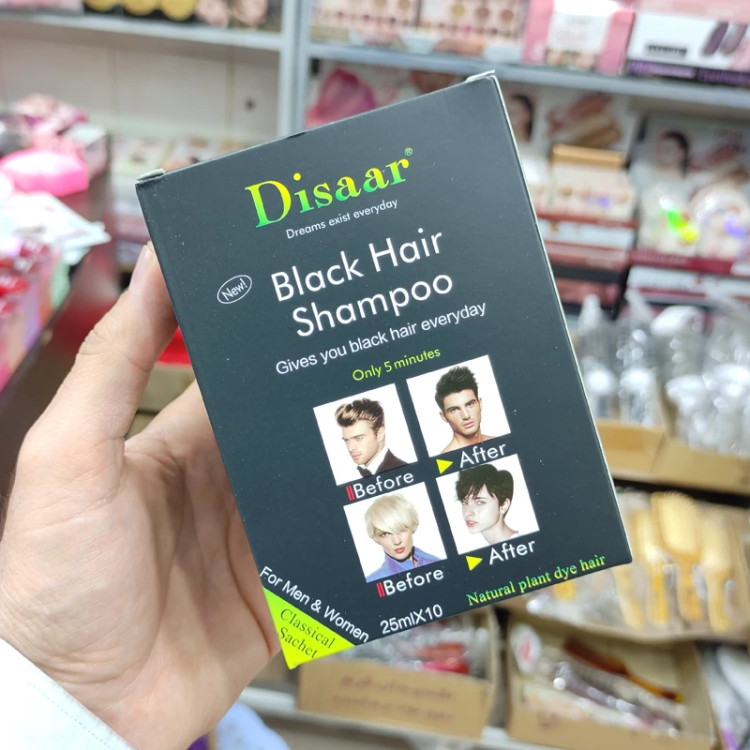 Disaar®
Dreams exist everyday
New!
Black Hair
Shampoo
Gives you black hair everyday
Only 5 minutes
Before
After
Before
After
For Men & Women
25mlX10
Natural plant dye hair
Classical
Sachet